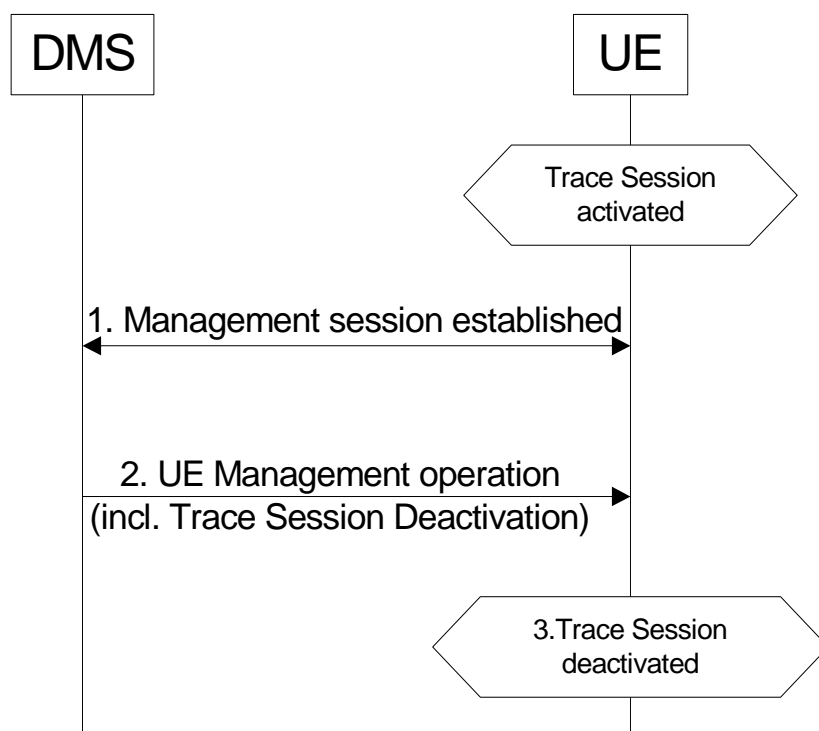 DMS
UE
Trace Session
activated
1. Management session established
2. UE Management operation
(incl. Trace Session Deactivation)
3.Trace Session
deactivated